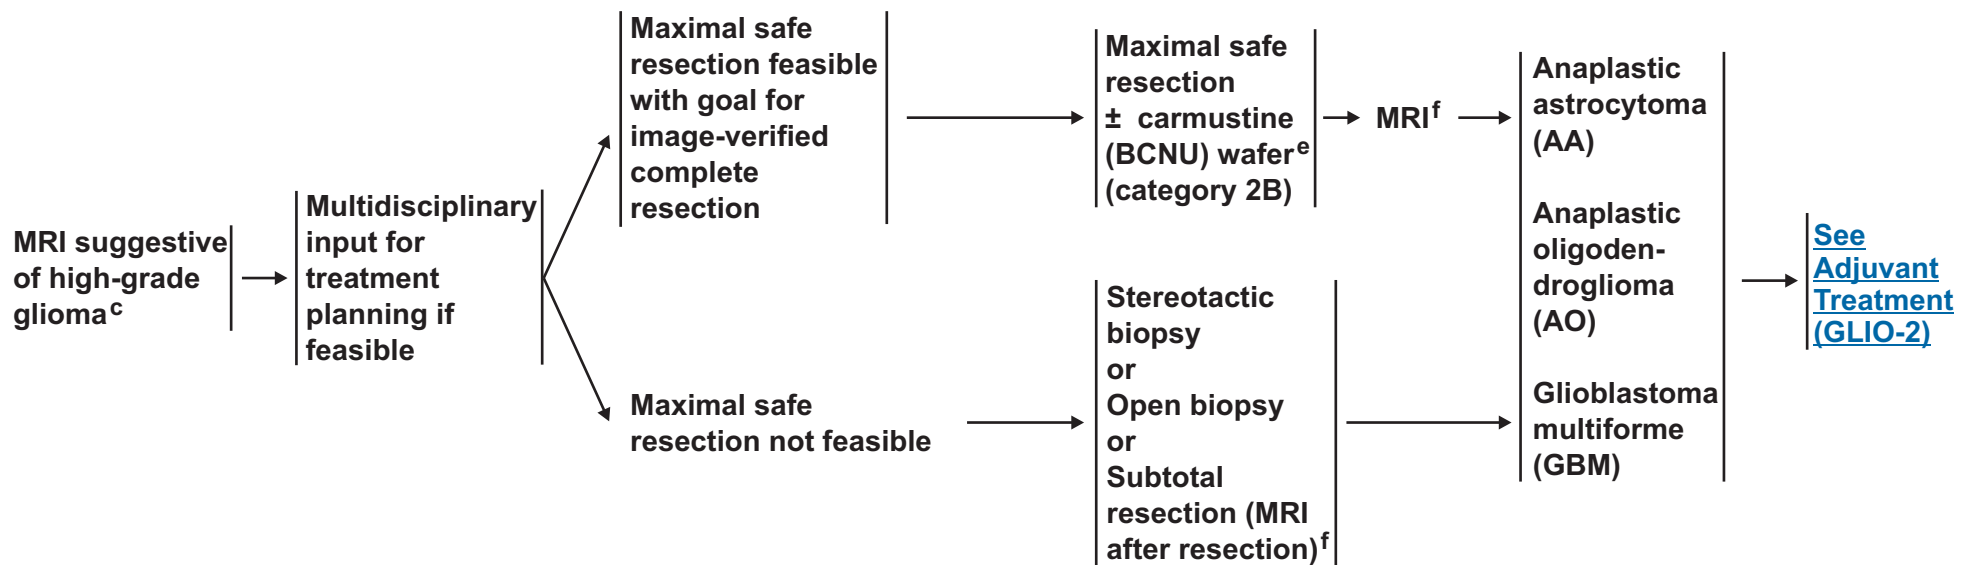 MRI suggestive
of high-grade
glioma c
Multidisciplinary
input for
treatment
planning if
feasible
Maximal safe
resection feasible
with goal for
image-verified
complete
resection
Maximal safe
resection
± carmustine
(BCNU) wafer e
(category 2B)
MRI f
Maximal safe
resection not feasible
Stereotactic
biopsy
or
Open biopsy
or
Subtotal
resection (MRI
after resection) f
Anaplastic
astrocytoma
(AA)
Anaplastic
oligoden-
droglioma
(AO)
Glioblastoma
multiforme
(GBM)
See
Adjuvant
Treatment
(GLIO-2)